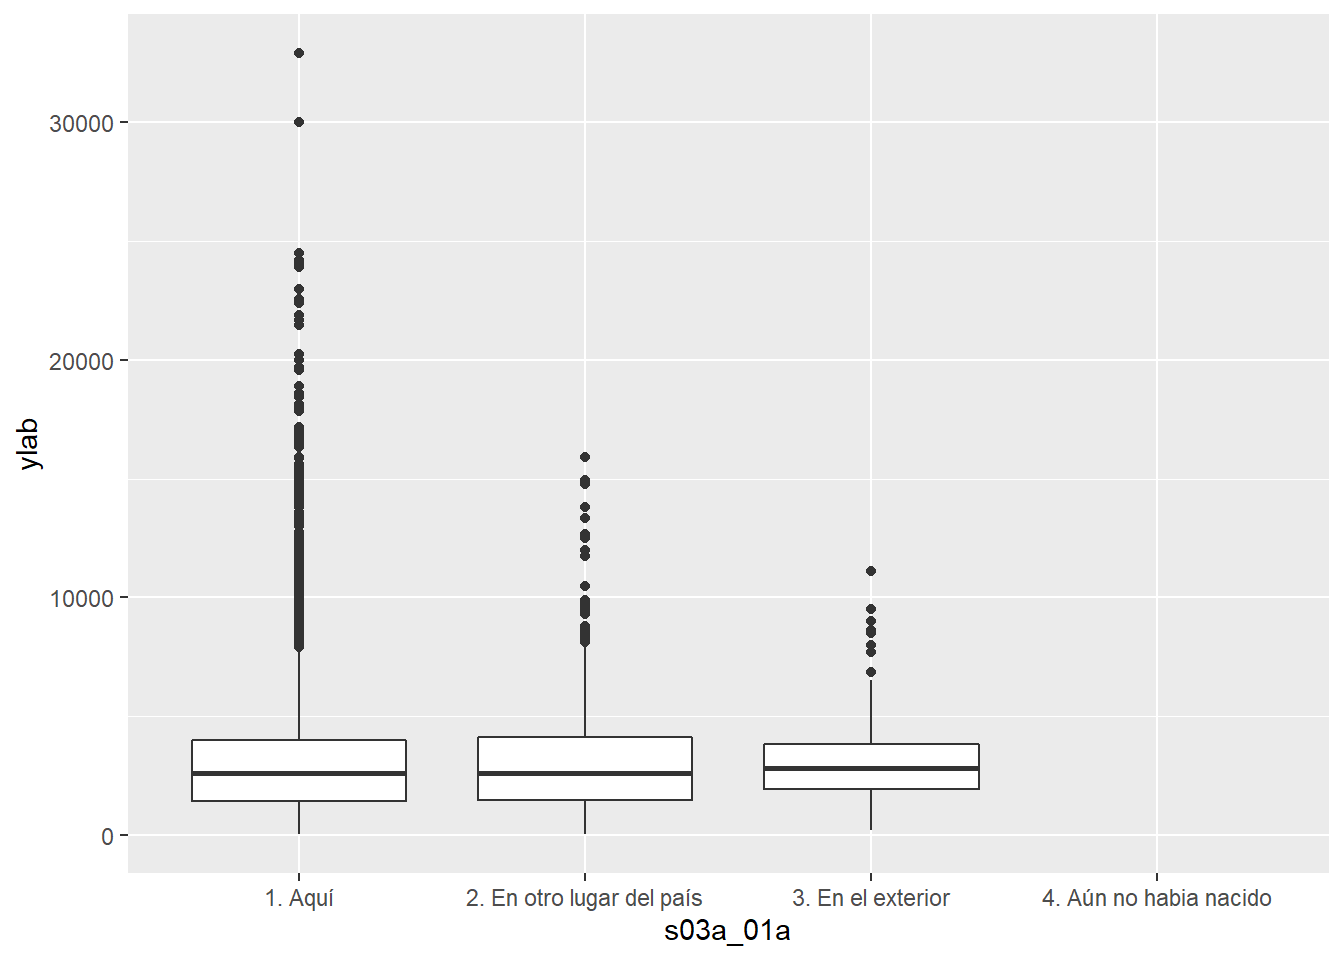 30000
20000
10000
0
ylab
1. Aquí
2. En otro lugar del país
3. En el exterior
4. Aún no habia nacido
s03a_01a